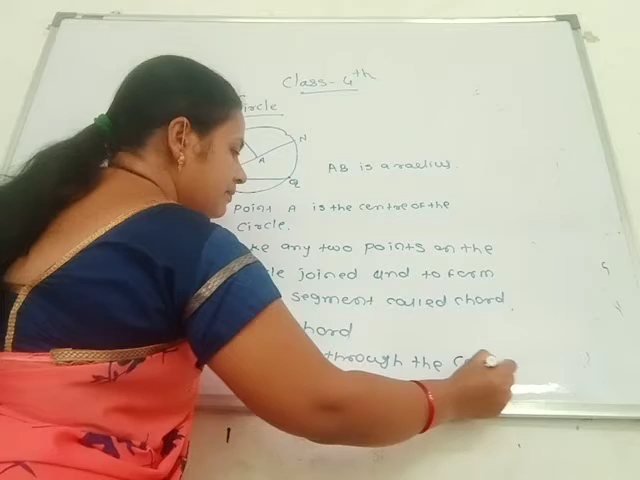 Class-4th
ircle
N
A
Q
AB is a radius.
point A is the centre of the
Circle.
ke any two points on the
le joined and to form
segment called chord.
hord
through the